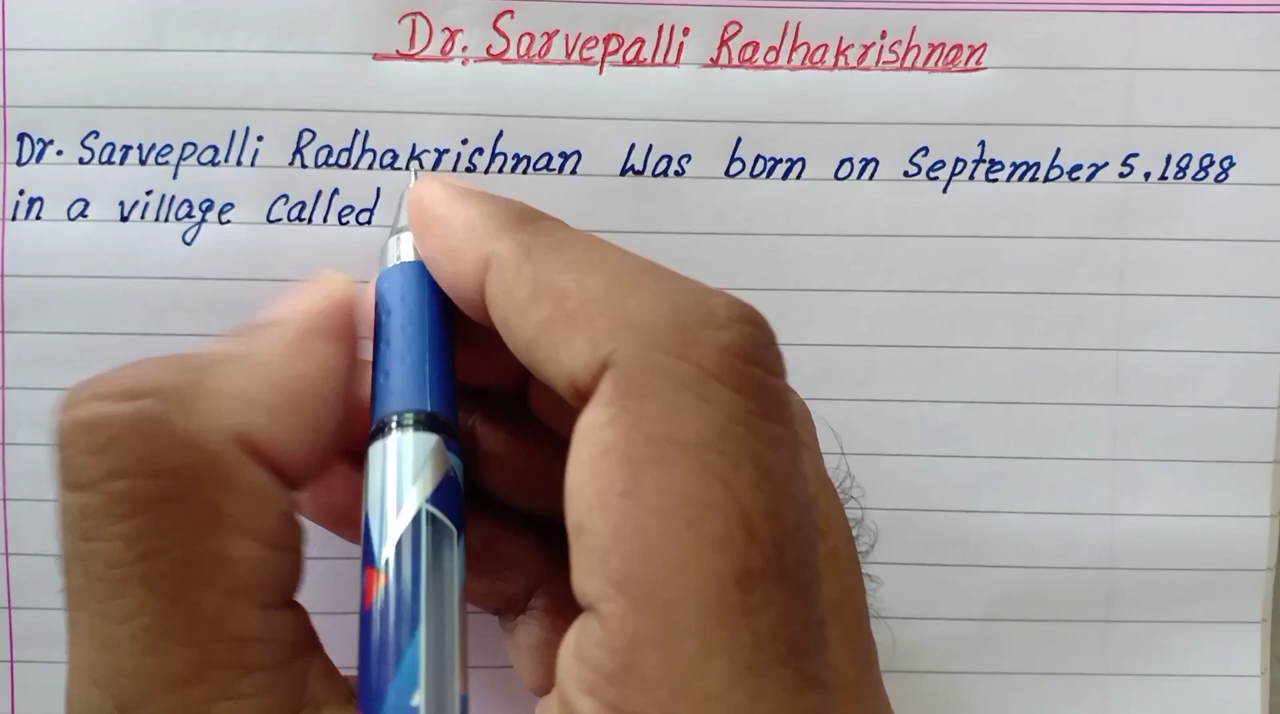 Dr. Sarvepalli Radhakrishnan
Dr. Sarvepalli Radhakrishnan Was born on September 5, 1888
in a village called